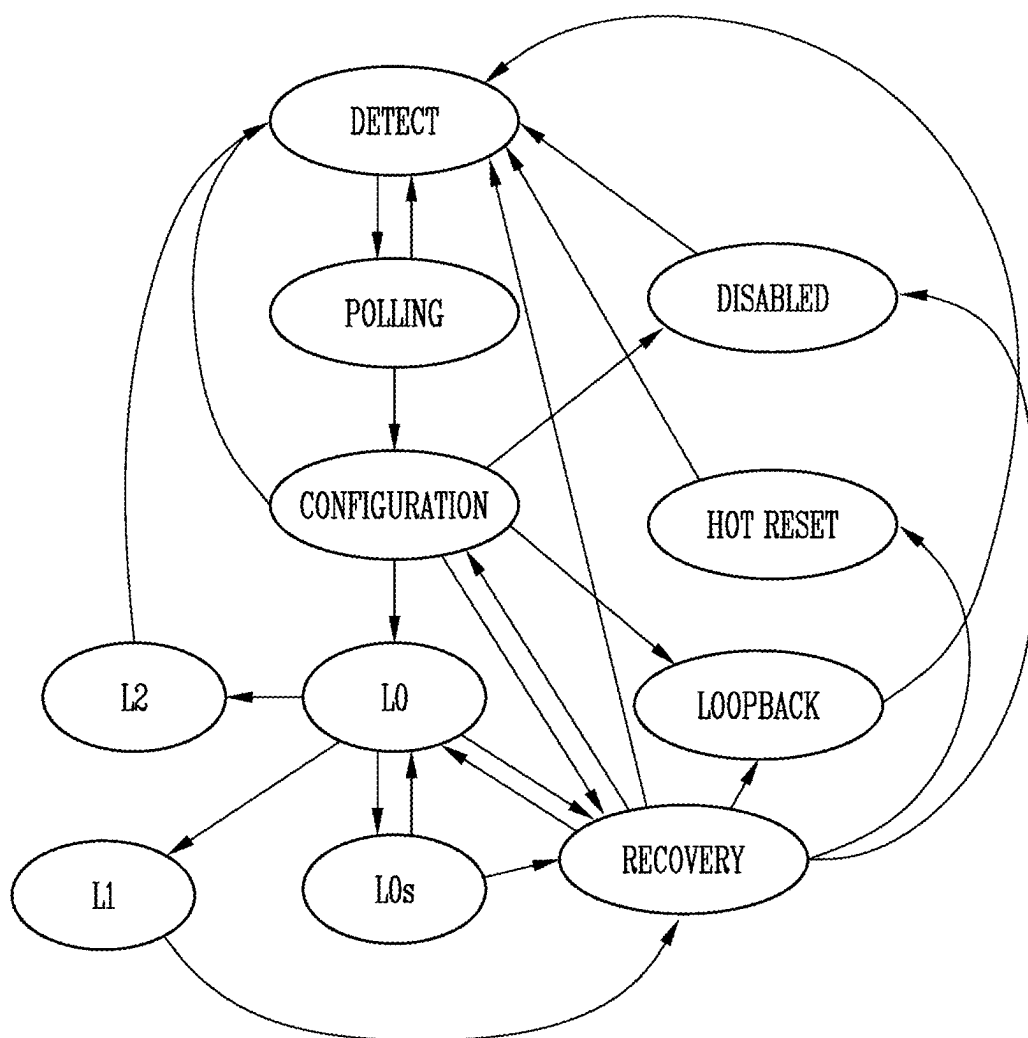 DETECT
POLLING
DISABLED
CONFIGURATION
HOT RESET
L2
L0
LOOPBACK
L1
L0s
RECOVERY